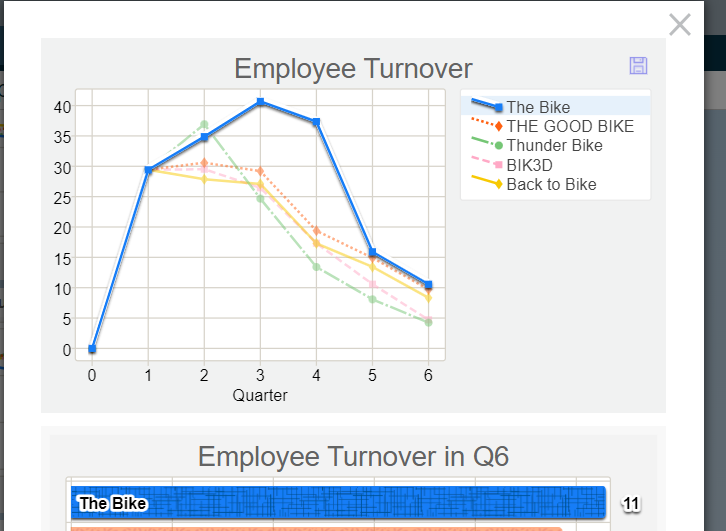 Employee Turnover
The Bike
THE GOOD BIKE
Thunder Bike
BIK3D
Back to Bike
40
35
30
25
20
15
10
5
0
0 1 2 3 4 5 6
Quarter
Employee Turnover in Q6
The Bike 11